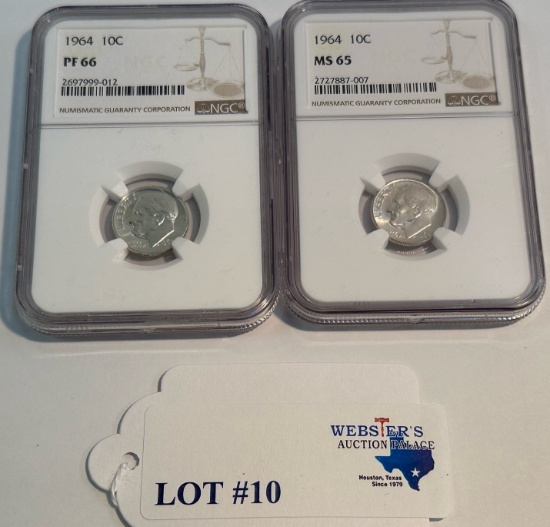 1964 10C
PF 66
2697999-012
NUMISMATIC GUARANTY CORPORATION
NGC®
1964 10C
MS 65
2727887-007
NUMISMATIC GUARANTY CORPORATION
NGC®
WEBSTER'S
AUCTION PALACE
Houston, Texas
Since 1979
LOT #10